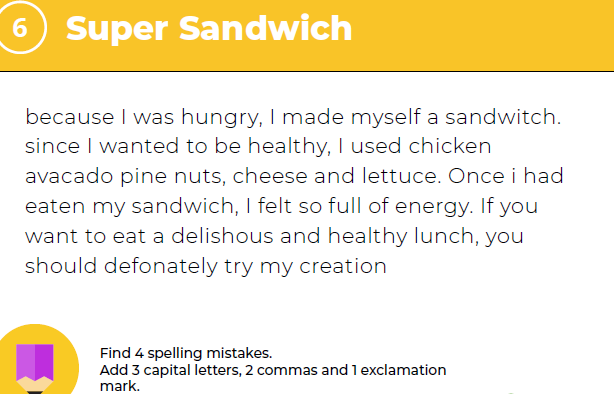 6 Super Sandwich
because I was hungry, I made myself a sandwitch.
since I wanted to be healthy, I used chicken
avacado pine nuts, cheese and lettuce. Once i had
eaten my sandwich, I felt so full of energy. If you
want to eat a delishous and healthy lunch, you
should defonately try my creation
Find 4 spelling mistakes.
Add 3 capital letters, 2 commas and 1 exclamation
mark.